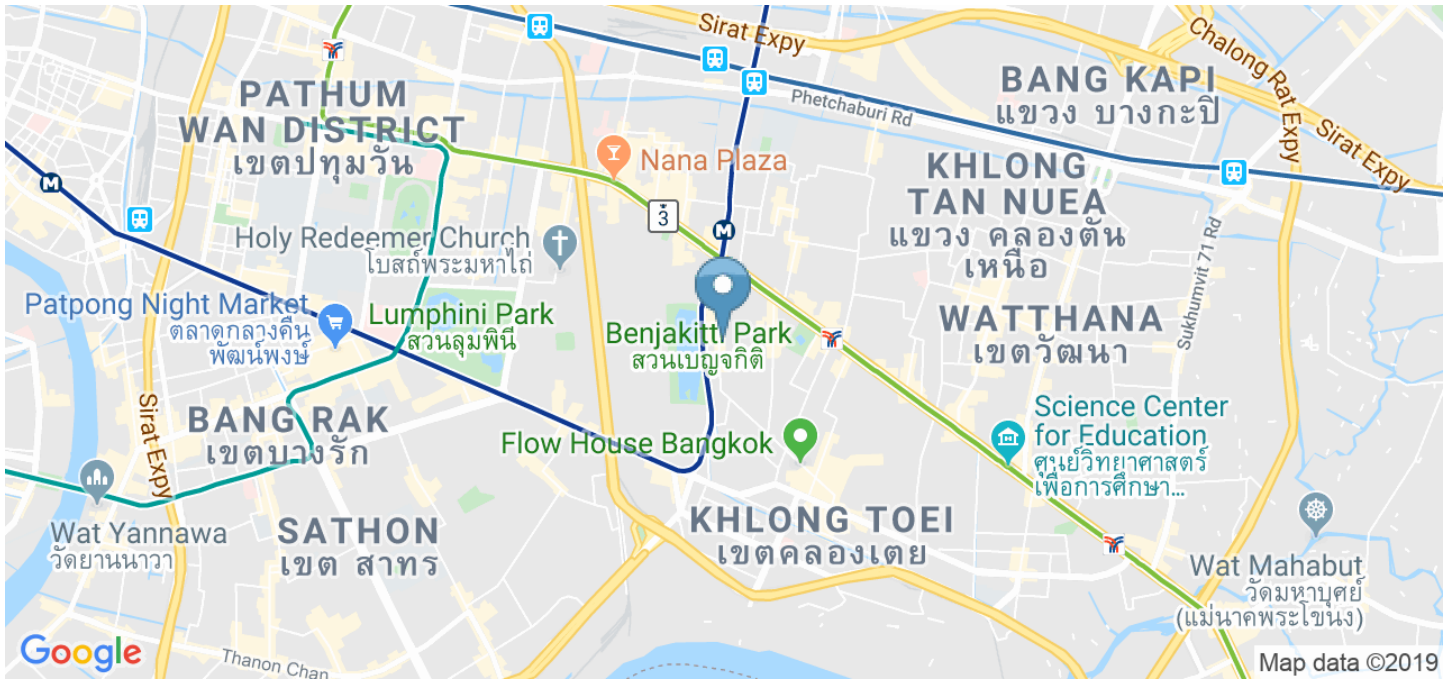 Sirat Expy
Chalong Rat Expy
Sirat Expy
PATHUM
WAN DISTRICT
เขตปทุมวัน
BANG KAPI
แขวง บางกะปิ
Phetchaburi Rd
Nana Plaza
KHLONG
TAN NUEA
แขวง คลองตัน
เหนือ
M
3
M
Holy Redeemer Church
โบสถ์พระมหาไถ่
Sukhumvit 71 Rd
Patpong Night Market
ตลาดกลางคืน
พัฒน์พงษ์
Lumphini Park
สวนลุมพินี
Benjakitti Park
สวนเบญจกิติ
WATTHANA
เขตวัฒนา
Sirat Expy
BANG RAK
เขตบางรัก
Flow House Bangkok
Science Center
for Education
ศูนย์วิทยาศาสตร์
เพื่อการศึกษา...
Wat Yannawa
วัดยานนาวา
SATHON
เขต สาทร
KHLONG TOEI
เขตคลองเตย
Wat Mahabut
วัดมหาบุศย์
(แม่นาคพระโขนง)
Google
Thanon Chan
Map data ©2019